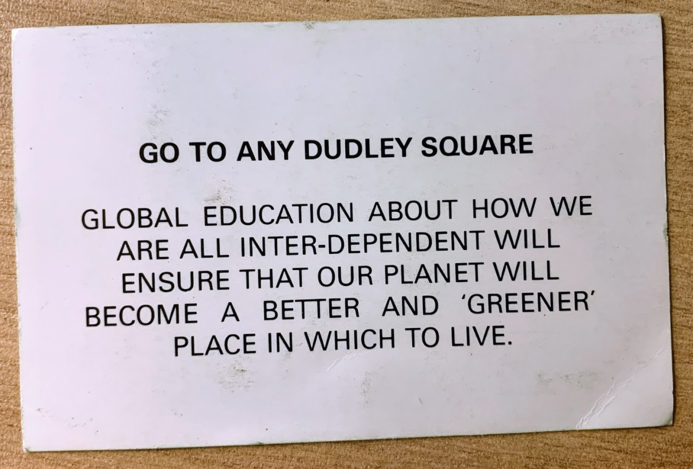 GO TO ANY DUDLEY SQUARE
GLOBAL EDUCATION ABOUT HOW WE
ARE ALL INTER-DEPENDENT WILL
ENSURE THAT OUR PLANET WILL
BECOME A BETTER AND ‘GREENER’
PLACE IN WHICH TO LIVE.